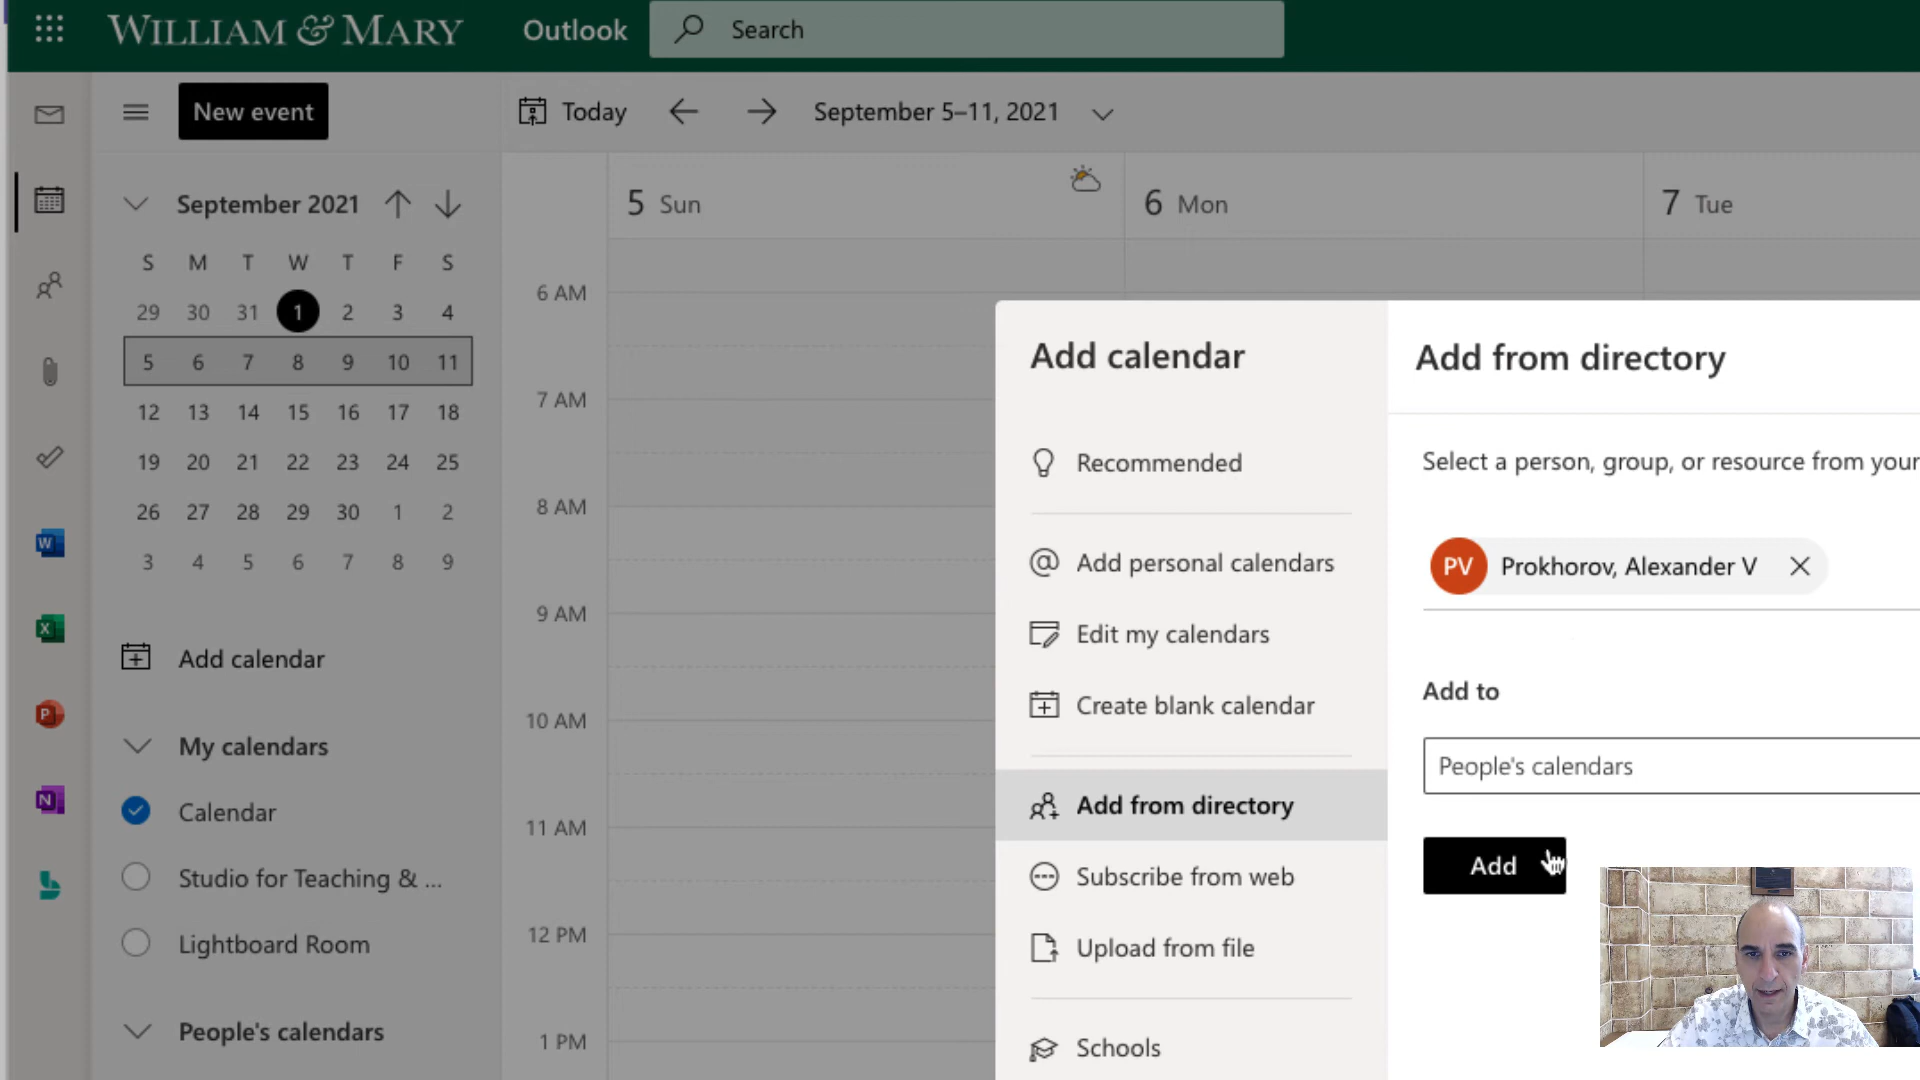 WILLIAM & MARY
Outlook
Search
New event
Today
September 5–11, 2021
September 2021
S M T W T F S
29 30 31 1 2 3 4
5 6 7 8 9 10 11
12 13 14 15 16 17 18
19 20 21 22 23 24 25
26 27 28 29 30 1 2
3 4 5 6 7 8 9
Add calendar
My calendars
Calendar
Studio for Teaching & ...
Lightboard Room
People's calendars
5 Sun
6 Mon
7 Tue
6 AM
7 AM
8 AM
9 AM
10 AM
11 AM
12 PM
1 PM
Add calendar
Recommended
Add personal calendars
Edit my calendars
Create blank calendar
Add from directory
Subscribe from web
Upload from file
Schools
Add from directory
Select a person, group, or resource from your
PV Prokhorov, Alexander V
Add to
People's calendars
Add
W
X
P
N